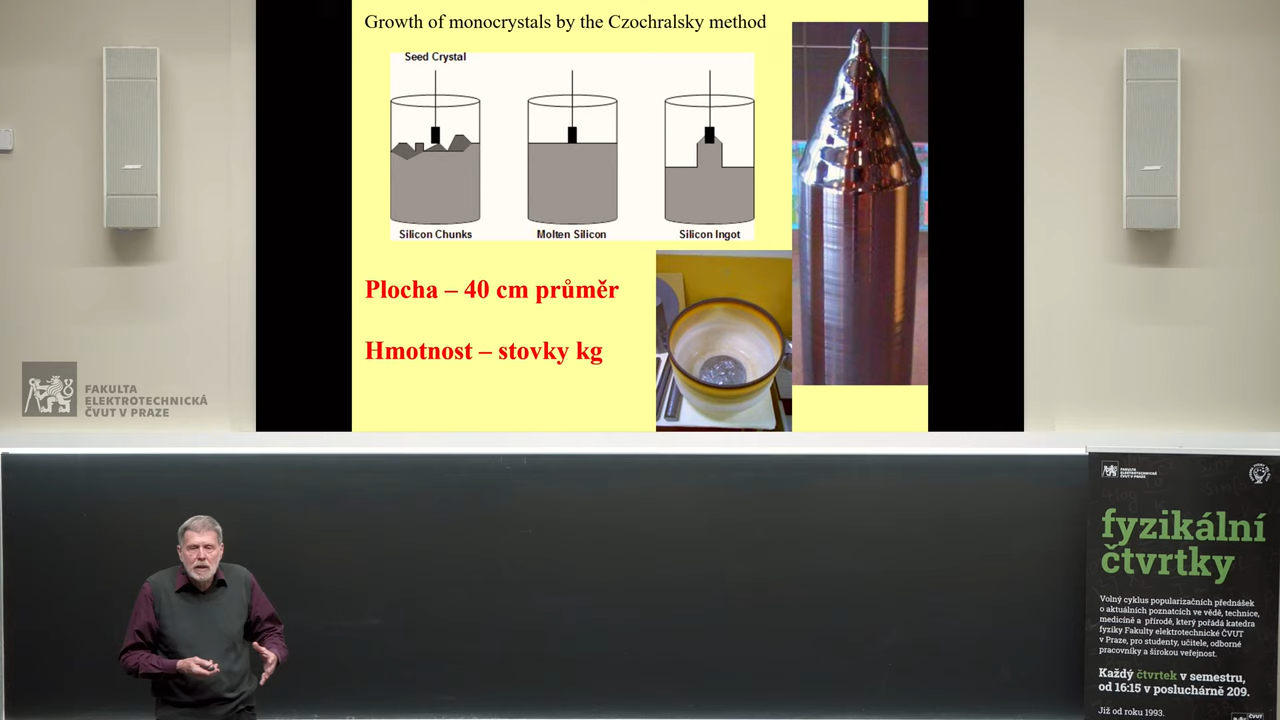 Growth of monocrystals by the Czochralsky method
Seed Crystal
Silicon Chunks
Molten Silicon
Silicon Ingot
Plocha – 40 cm průměr
Hmotnost – stovky kg
FAKULTA
ELEKTROTECHNICKÁ
ČVUT V PRAZE
FAKULTA
ELEKTROTECHNICKÁ
ČVUT V PRAZE
fyzikální
čtvrtky
Volný cyklus popularizačních přednášek
o aktuálních poznatcích ve vědě, technice,
medicíně a přírodě, který pořádá katedra
fyziky Fakulty elektrotechnické ČVUT
v Praze, pro studenty, učitele, odborné
pracovníky a širokou veřejnost.
Každý čtvrtek v semestru,
od 16:15 v posluchárně 209.
Již od roku 1993.
ČVUT